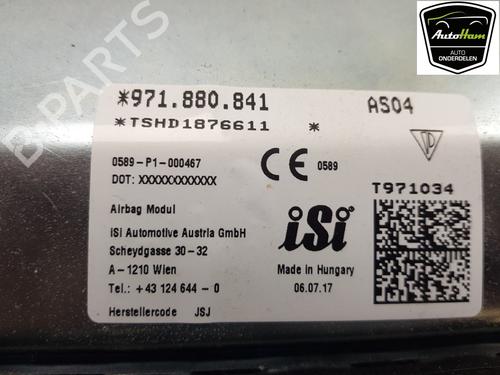 AutoHam
AUTO
ONDERDELEN
B-PARTS
*971.880.841 AS04
*TSHD1876611 *
0589-P1-000467
DOT: XXXXXXXXXXXX
CE 0589
T971034
Airbag Modul
iSi Automotive Austria GmbH
Scheydgasse 30-32
A-1210 Wien
Tel.: +43 124 644-0
Herstellercode JSJ
iSi
Made in Hungary
06.07.17